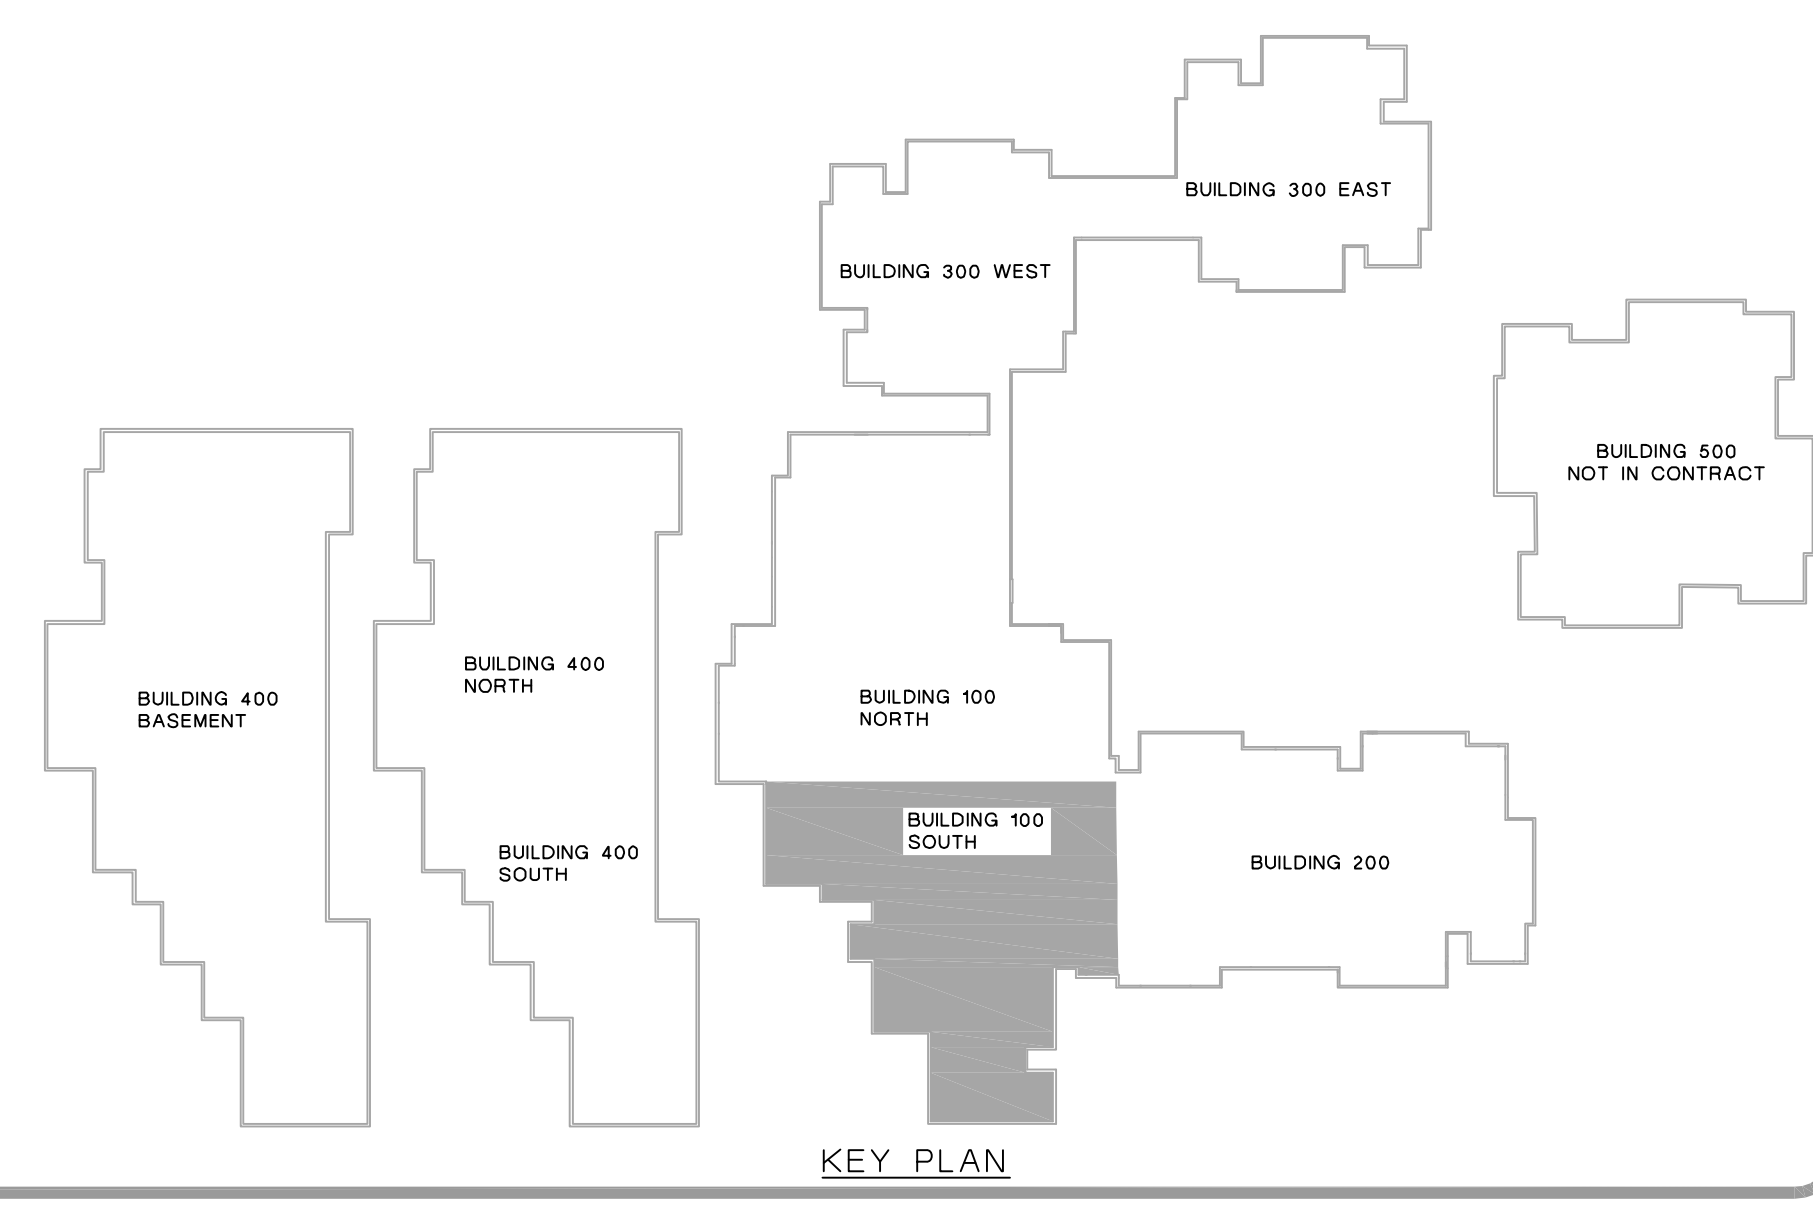 BUILDING 300 EAST
BUILDING 300 WEST
BUILDING 500
NOT IN CONTRACT
BUILDING 400
NORTH
BUILDING 400
BASEMENT
BUILDING 100
NORTH
BUILDING 100
SOUTH
BUILDING 400
SOUTH
BUILDING 200
KEY PLAN